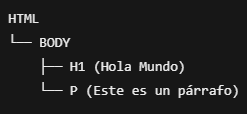 HTML
└── BODY
    ├── H1 (Hola Mundo)
    └── P (Este es un párrafo)